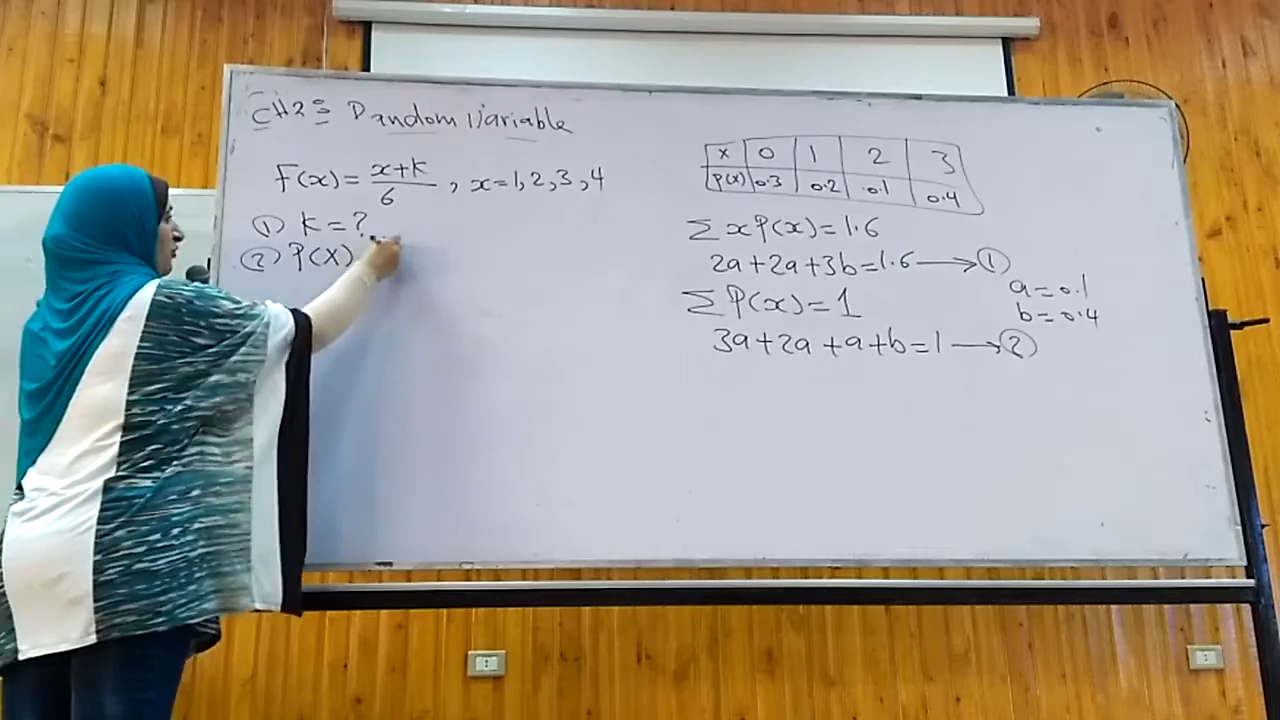 CH2: Random Variable
F(x) = x+k/6 , x=1,2,3,4
① k = ?
② P(X)
x 0 1 2 3
P(x) 0.3 0.2 0.1 0.4
∑xP(x)=1.6
2a+2a+3b=1.6 → ①
a=0.1
b=0.4
∑P(x)=1
3a+2a+a+b=1 → ②